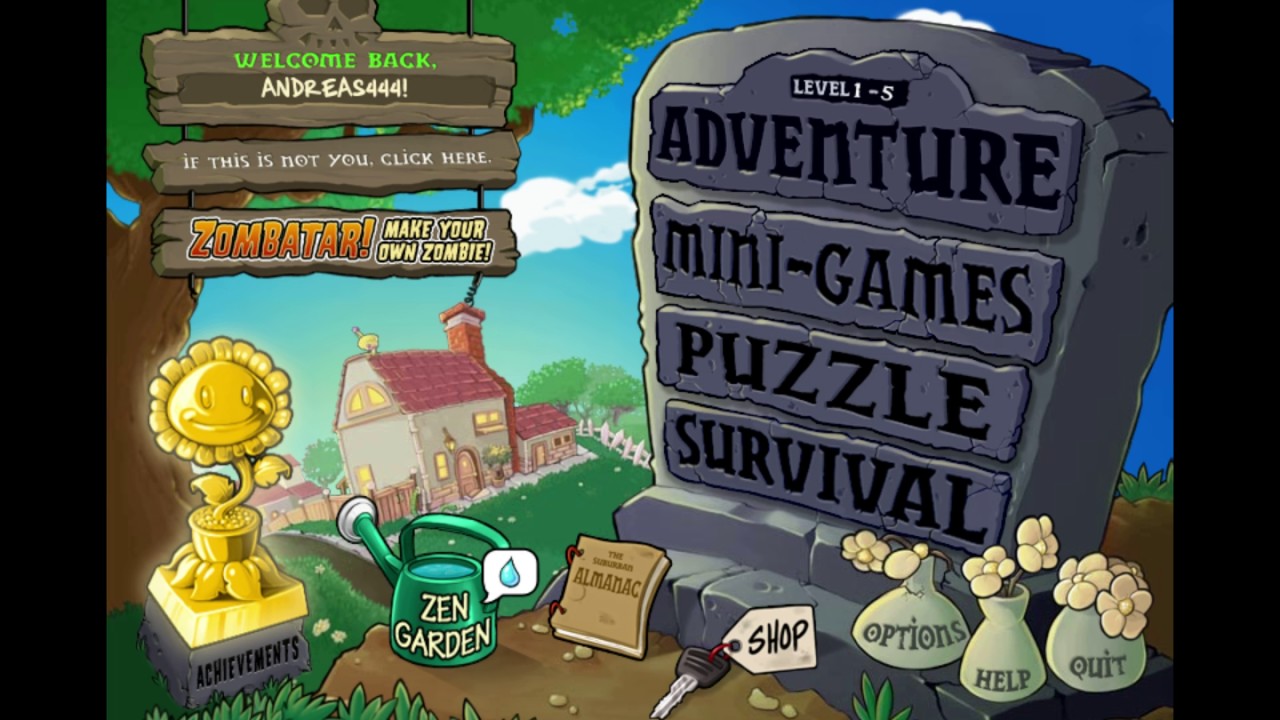 WELCOME BACK,
ANDREAS444!
IF THIS IS NOT YOU, CLICK HERE.
ZOMBATAR! MAKE YOUR
OWN ZOMBIE!
LEVEL 1 - 5
ADVENTURE
MINI-GAMES
PUZZLE
SURVIVAL
THE
SUBURBAN
ALMANAC
ZEN
GARDEN
SHOP
OPTIONS
HELP
QUIT
ACHIEVEMENTS